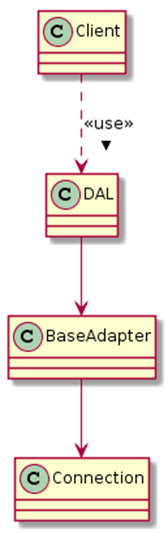 C Client
«use»
▼
C DAL
C BaseAdapter
C Connection